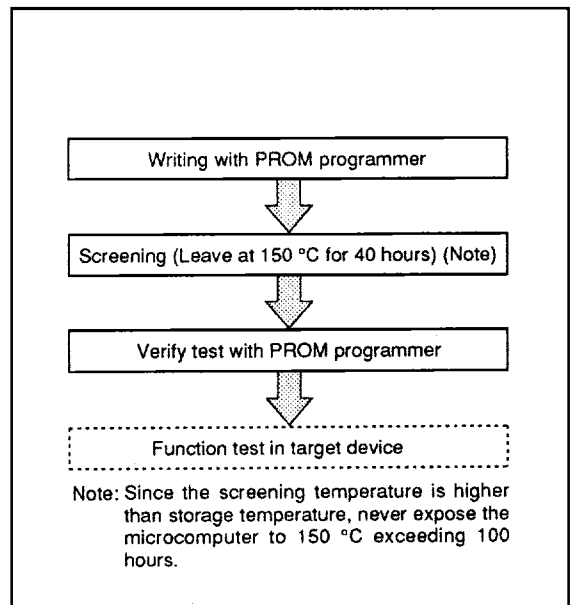 Writing with PROM programmer
Screening (Leave at 150 °C for 40 hours) (Note)
Verify test with PROM programmer
Function test in target device
Note: Since the screening temperature is higher
than storage temperature, never expose the
microcomputer to 150 °C exceeding 100
hours.